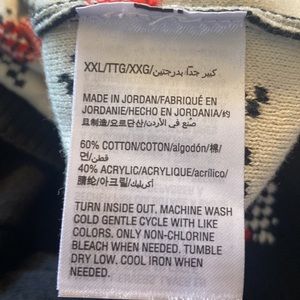 XXL/TTG/XXG/كبير جداً بدرجتين
MADE IN JORDAN/FABRIQUÉ EN
JORDANIE/HECHO EN JORDANIA/约
旦制造/요르단산/صنع في الأردن
60% COTTON/COTON/algodón/棉/
면/قطن
40% ACRYLIC/ACRYLIQUE/acrílico/
腈纶/아크릴/أكريليك
TURN INSIDE OUT. MACHINE WASH
COLD GENTLE CYCLE WITH LIKE
COLORS. ONLY NON-CHLORINE
BLEACH WHEN NEEDED. TUMBLE
DRY LOW. COOL IRON WHEN
NEEDED.